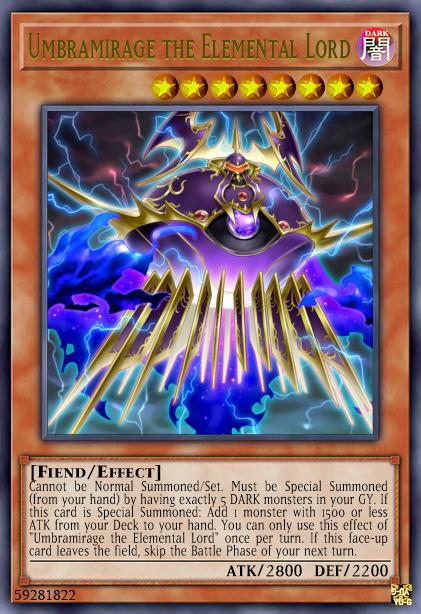 Umbramirage the Elemental Lord
DARK
闇
[Fiend/Effect]
Cannot be Normal Summoned/Set. Must be Special Summoned
(from your hand) by having exactly 5 DARK monsters in your GY. If
this card is Special Summoned: Add 1 monster with 1500 or less
ATK from your Deck to your hand. You can only use this effect of
"Umbramirage the Elemental Lord" once per turn. If this face-up
card leaves the field, skip the Battle Phase of your next turn.
ATK/2800 DEF/2200
59281822